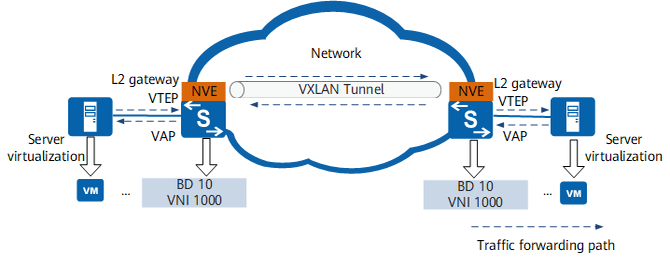 Network
L2 gateway
NVE
VXLAN Tunnel
NVE
L2 gateway
VTEP
S
S
VTEP
VAP
VAP
Server
virtualization
Server
virtualization
VM
...
BD 10
VNI 1000
BD 10
VNI 1000
...
VM
Traffic forwarding path